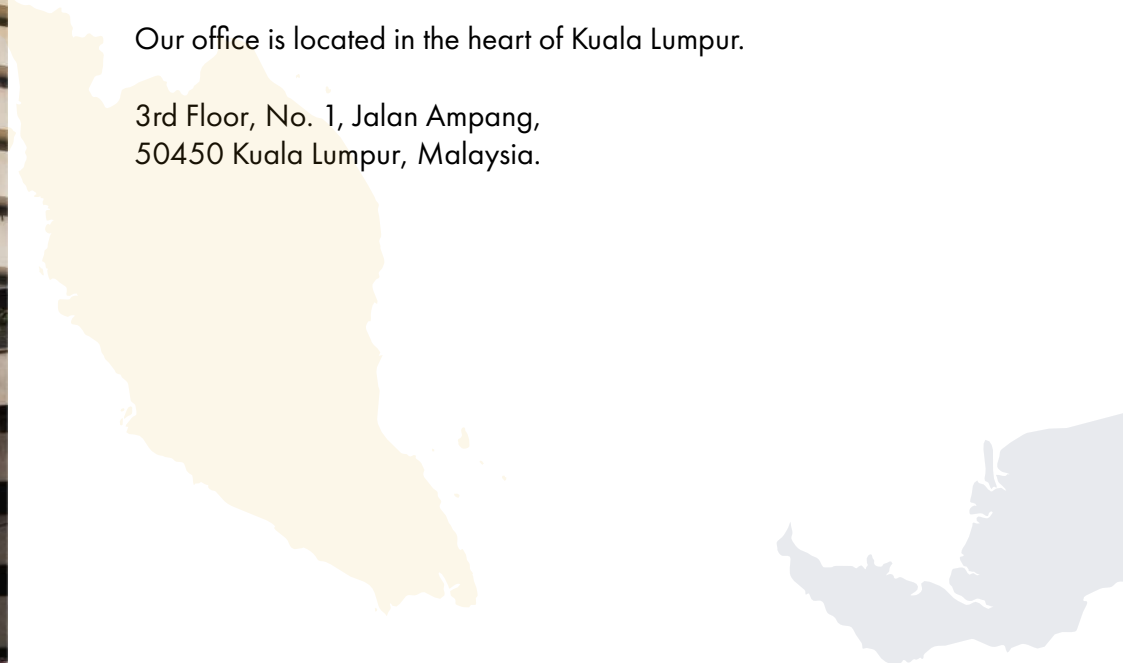 Our office is located in the heart of Kuala Lumpur.
3rd Floor, No. 1, Jalan Ampang,
50450 Kuala Lumpur, Malaysia.